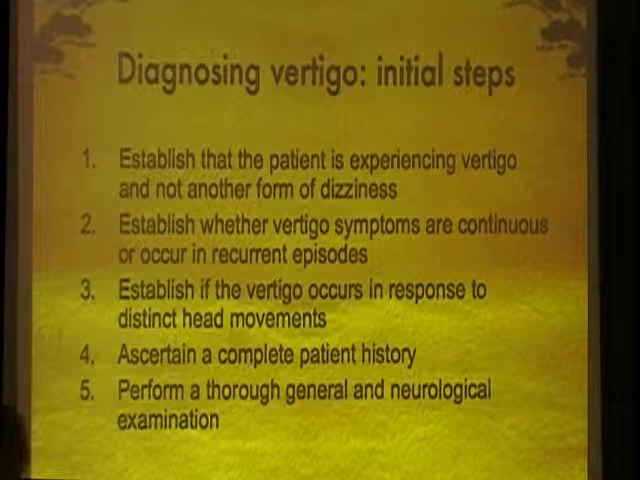 Diagnosing vertigo: initial steps
1. Establish that the patient is experiencing vertigo
and not another form of dizziness
2. Establish whether vertigo symptoms are continuous
or occur in recurrent episodes
3. Establish if the vertigo occurs in response to
distinct head movements
4. Ascertain a complete patient history
5. Perform a thorough general and neurological
examination